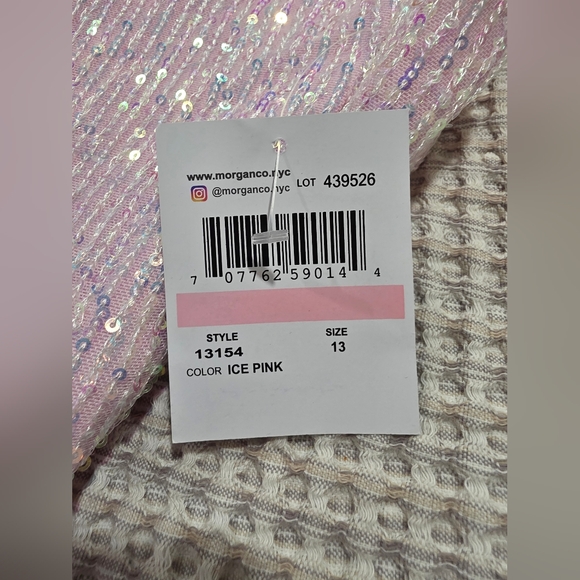 www.morganco.nyc
@morganco.nyc LOT 439526
7 07762 59014 4
STYLE SIZE
13154 13
COLOR ICE PINK